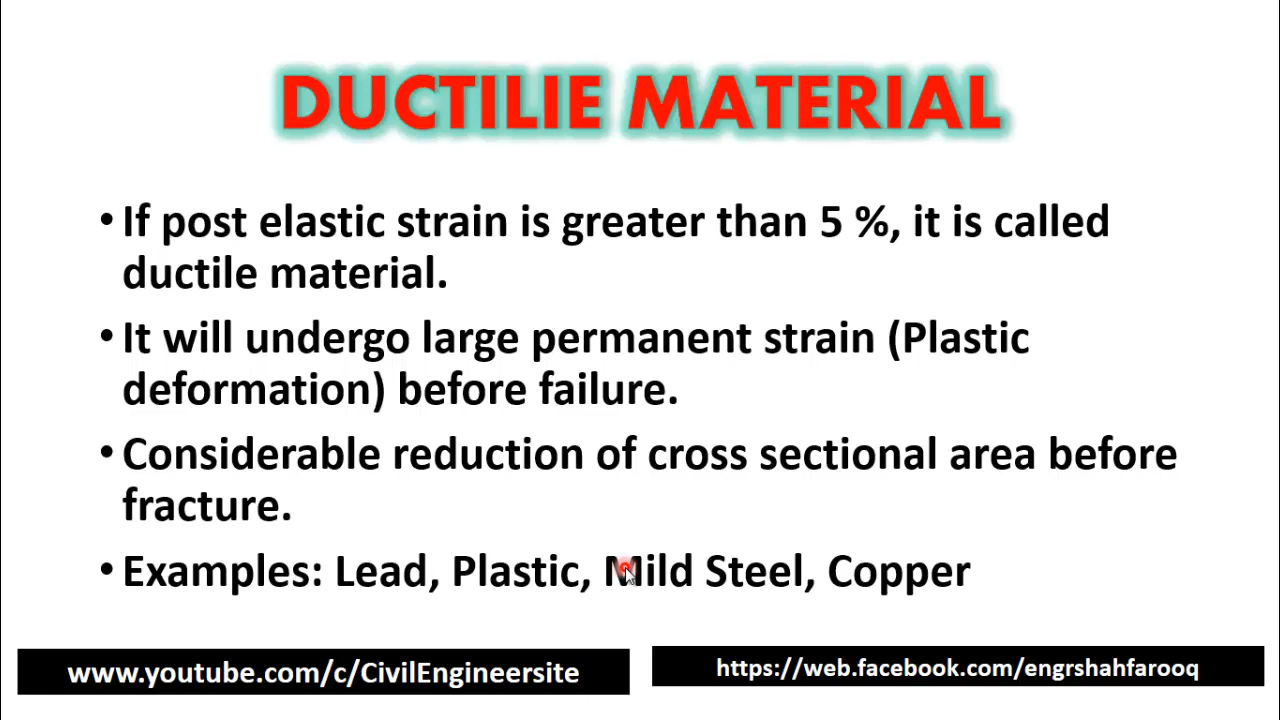 DUCTILIE MATERIAL
• If post elastic strain is greater than 5 %, it is called
ductile material.
• It will undergo large permanent strain (Plastic
deformation) before failure.
• Considerable reduction of cross sectional area before
fracture.
• Examples: Lead, Plastic, Mild Steel, Copper
www.youtube.com/c/CivilEngineersite
https://web.facebook.com/engrshahfarooq